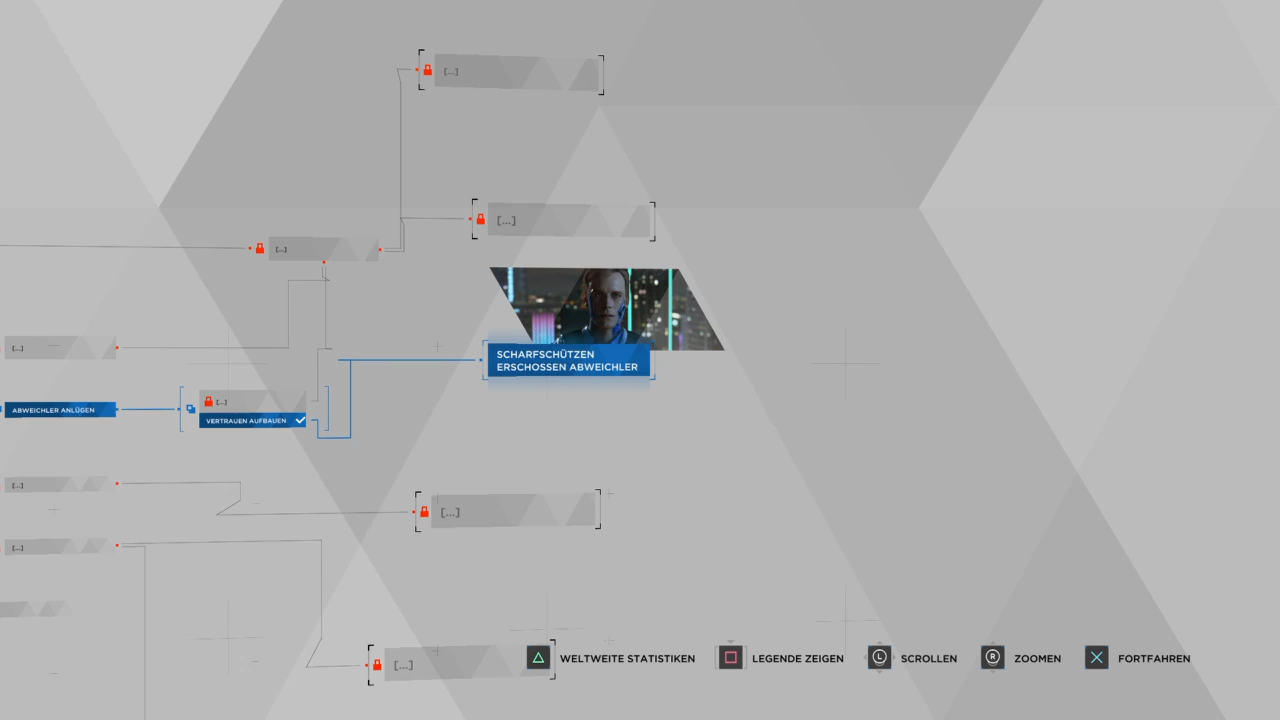 [...]
[...]
[...]
SCHARFSCHÜTZEN
ERSCHOSSEN ABWEICHLER
[...]
[...]
ABWEICHLER ANLÜGEN
VERTRAUEN AUFBAUEN
[...]
[...]
[...]
[...]
WELTWEITE STATISTIKEN
LEGENDE ZEIGEN
L
SCROLLEN
R
ZOOMEN
FORTFAHREN